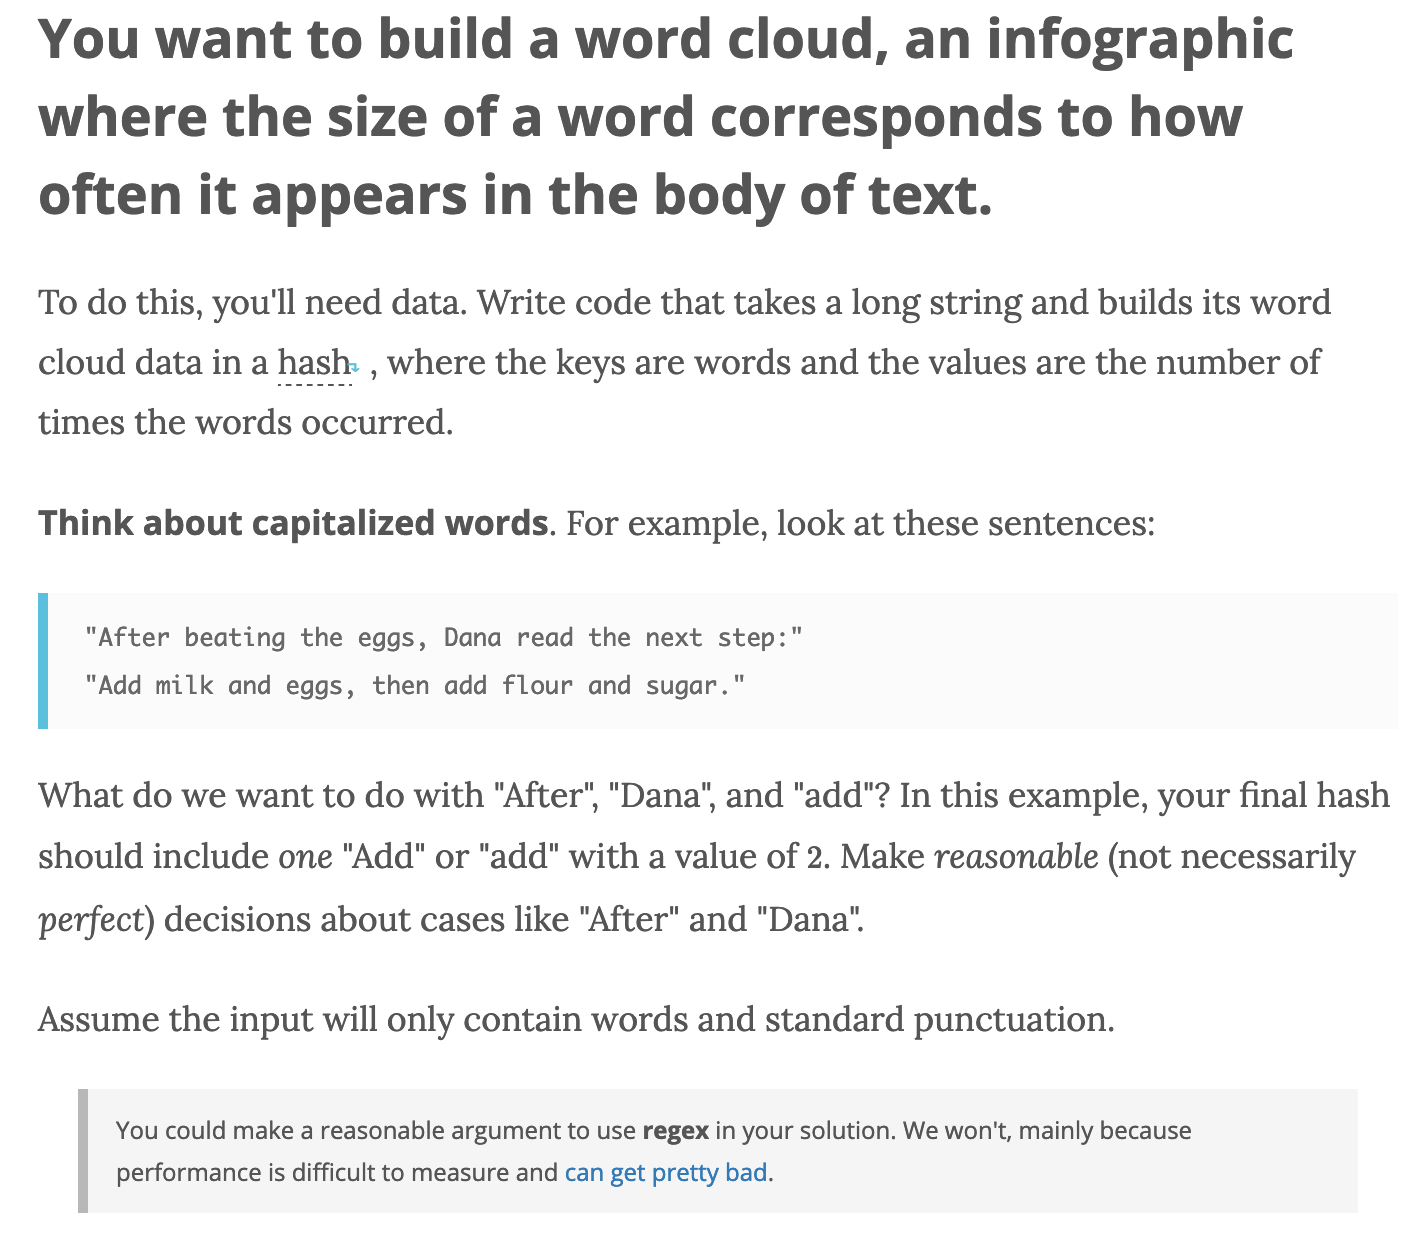 You want to build a word cloud, an infographic
where the size of a word corresponds to how
often it appears in the body of text.
To do this, you'll need data. Write code that takes a long string and builds its word
cloud data in a hash , where the keys are words and the values are the number of
times the words occurred.
Think about capitalized words. For example, look at these sentences:
"After beating the eggs, Dana read the next step:"
"Add milk and eggs, then add flour and sugar."
What do we want to do with "After", "Dana", and "add"? In this example, your final hash
should include one "Add" or "add" with a value of 2. Make reasonable (not necessarily
perfect) decisions about cases like "After" and "Dana".
Assume the input will only contain words and standard punctuation.
You could make a reasonable argument to use regex in your solution. We won't, mainly because
performance is difficult to measure and can get pretty bad.